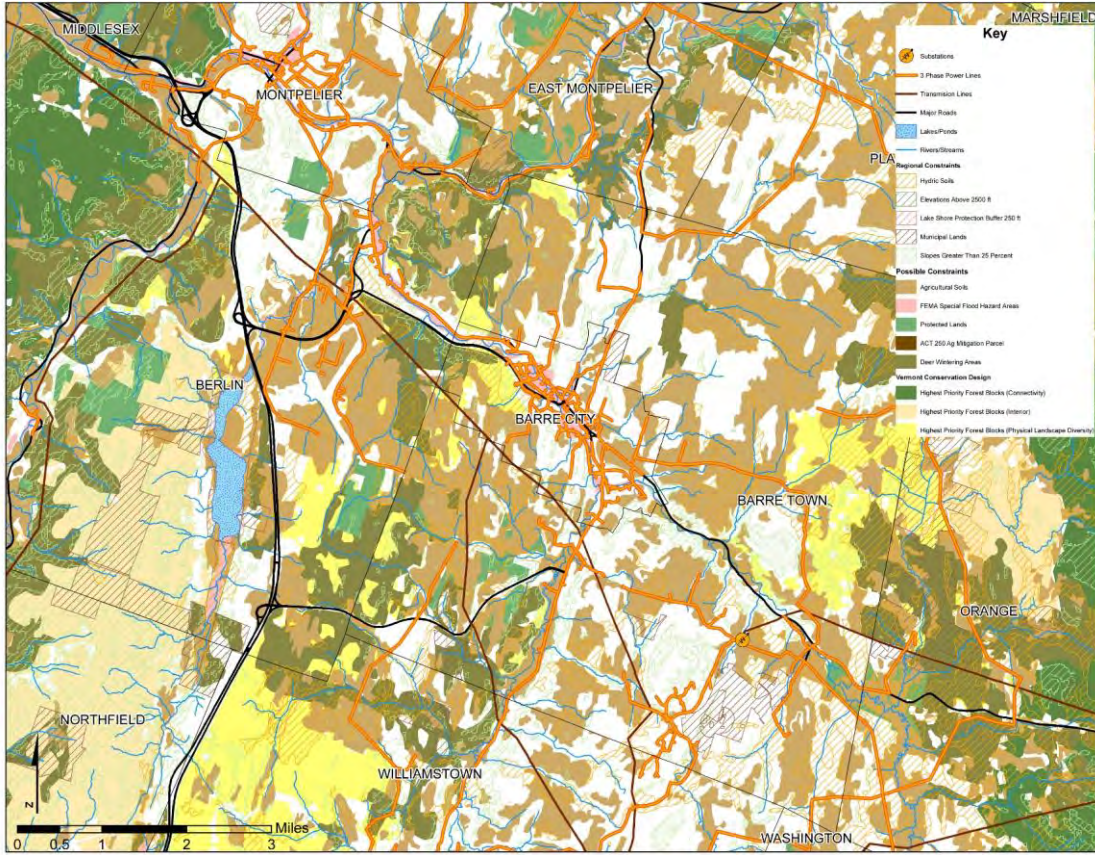 MIDDLESEX
MARSHFIELD
MONTPELIER
EAST MONTPELIER
PLA
BERLIN
BARRE CITY
BARRE TOWN
ORANGE
NORTHFIELD
WILLIAMSTOWN
WASHINGTON
Key
Substations
3 Phase Power Lines
Transmision Lines
Major Roads
Lakes/Ponds
Rivers/Streams
Regional Constraints
Hydric Soils
Elevations Above 2500 ft
Lake Shore Protection Buffer 250 ft
Municipal Lands
Slopes Greater Than 25 Percent
Possible Constraints
Agricultural Soils
FEMA Special Flood Hazard Areas
Protected Lands
ACT 250 Ag Mitigation Parcel
Deer Wintering Areas
Vermont Conservation Design
Highest Priority Forest Blocks (Connectivity)
Highest Priority Forest Blocks (Interior)
Highest Priority Forest Blocks (Physical Landscape Diversity)
N
Miles
0 0.5 1 2 3